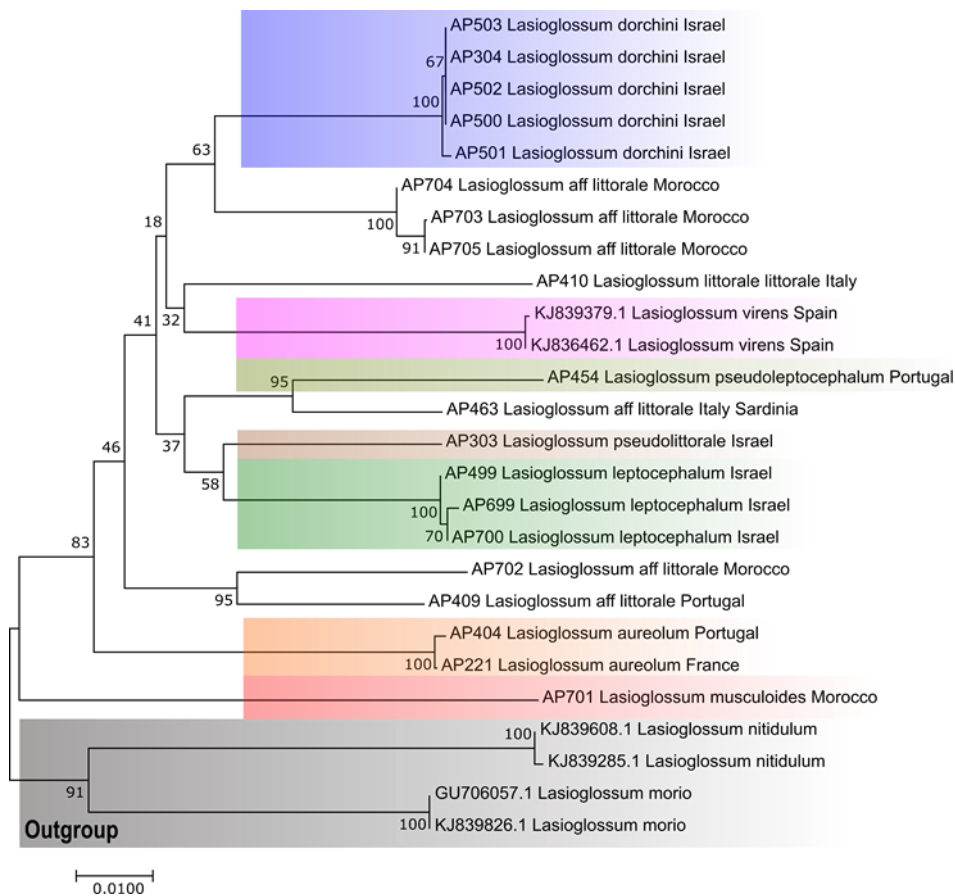 AP503 Lasioglossum dorchini Israel
67
AP304 Lasioglossum dorchini Israel
AP502 Lasioglossum dorchini Israel
100
AP500 Lasioglossum dorchini Israel
AP501 Lasioglossum dorchini Israel
63
AP704 Lasioglossum aff littorale Morocco
18
100
AP703 Lasioglossum aff littorale Morocco
91
AP705 Lasioglossum aff littorale Morocco
AP410 Lasioglossum littorale littorale Italy
41
32
KJ839379.1 Lasioglossum virens Spain
100
KJ836462.1 Lasioglossum virens Spain
95
AP454 Lasioglossum pseudoleptocephalum Portugal
AP463 Lasioglossum aff littorale Italy Sardinia
46
37
AP303 Lasioglossum pseudolittorale Israel
58
AP499 Lasioglossum leptocephalum Israel
100
AP699 Lasioglossum leptocephalum Israel
70
AP700 Lasioglossum leptocephalum Israel
83
AP702 Lasioglossum aff littorale Morocco
95
AP409 Lasioglossum aff littorale Portugal
AP404 Lasioglossum aureolum Portugal
100
AP221 Lasioglossum aureolum France
AP701 Lasioglossum musculoides Morocco
100
KJ839608.1 Lasioglossum nitidulum
KJ839285.1 Lasioglossum nitidulum
91
GU706057.1 Lasioglossum morio
100
KJ839826.1 Lasioglossum morio
Outgroup
0.0100